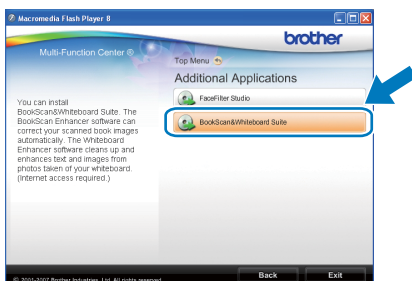 Macromedia Flash Player 8
brother
Multi-Function Center ®
Top Menu
Additional Applications
FaceFilter Studio
BookScan&Whiteboard Suite
You can install
BookScan&Whiteboard Suite. The
BookScan Enhancer software can
correct your scanned book images
automatically. The Whiteboard
Enhancer software cleans up and
enhances text and images from
photos taken of your whiteboard.
(Internet access required.)
© 2001-2007 Brother Industries, Ltd. All rights reserved.
Back
Exit